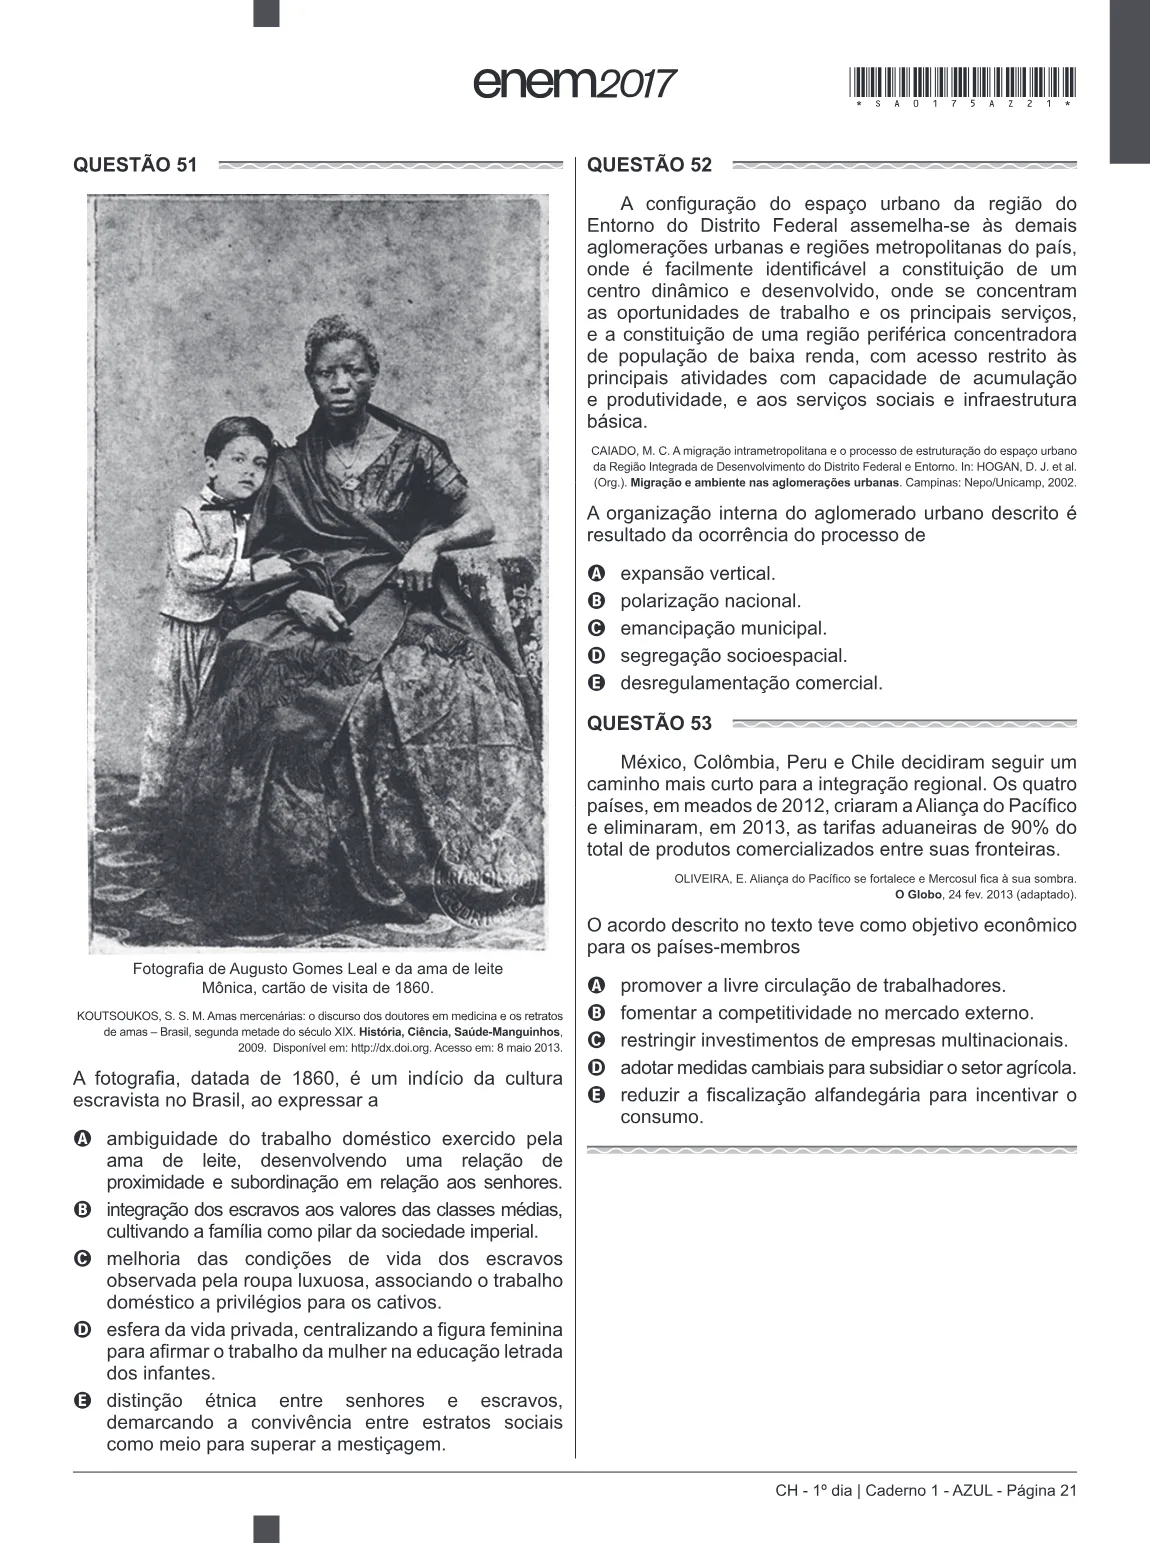 enem2017
*SA0175AZ21*
QUESTÃO 51
Fotografia de Augusto Gomes Leal e da ama de leite
Mônica, cartão de visita de 1860.
KOUTSOUKOS, S. S. M. Amas mercenárias: o discurso dos doutores em medicina e os retratos
de amas – Brasil, segunda metade do século XIX. História, Ciência, Saúde-Manguinhos,
2009. Disponível em: http://dx.doi.org. Acesso em: 8 maio 2013.
A fotografia, datada de 1860, é um indício da cultura
escravista no Brasil, ao expressar a
A ambiguidade do trabalho doméstico exercido pela
ama de leite, desenvolvendo uma relação de
proximidade e subordinação em relação aos senhores.
B integração dos escravos aos valores das classes médias,
cultivando a família como pilar da sociedade imperial.
C melhoria das condições de vida dos escravos
observada pela roupa luxuosa, associando o trabalho
doméstico a privilégios para os cativos.
D esfera da vida privada, centralizando a figura feminina
para afirmar o trabalho da mulher na educação letrada
dos infantes.
E distinção étnica entre senhores e escravos,
demarcando a convivência entre estratos sociais
como meio para superar a mestiçagem.
QUESTÃO 52
A configuração do espaço urbano da região do
Entorno do Distrito Federal assemelha-se às demais
aglomerações urbanas e regiões metropolitanas do país,
onde é facilmente identificável a constituição de um
centro dinâmico e desenvolvido, onde se concentram
as oportunidades de trabalho e os principais serviços,
e a constituição de uma região periférica concentradora
de população de baixa renda, com acesso restrito às
principais atividades com capacidade de acumulação
e produtividade, e aos serviços sociais e infraestrutura
básica.
CAIADO, M. C. A migração intrametropolitana e o processo de estruturação do espaço urbano
da Região Integrada de Desenvolvimento do Distrito Federal e Entorno. In: HOGAN, D. J. et al.
(Org.). Migração e ambiente nas aglomerações urbanas. Campinas: Nepo/Unicamp, 2002.
A organização interna do aglomerado urbano descrito é
resultado da ocorrência do processo de
A expansão vertical.
B polarização nacional.
C emancipação municipal.
D segregação socioespacial.
E desregulamentação comercial.
QUESTÃO 53
México, Colômbia, Peru e Chile decidiram seguir um
caminho mais curto para a integração regional. Os quatro
países, em meados de 2012, criaram a Aliança do Pacífico
e eliminaram, em 2013, as tarifas aduaneiras de 90% do
total de produtos comercializados entre suas fronteiras.
OLIVEIRA, E. Aliança do Pacífico se fortalece e Mercosul fica à sua sombra.
O Globo, 24 fev. 2013 (adaptado).
O acordo descrito no texto teve como objetivo econômico
para os países-membros
A promover a livre circulação de trabalhadores.
B fomentar a competitividade no mercado externo.
C restringir investimentos de empresas multinacionais.
D adotar medidas cambiais para subsidiar o setor agrícola.
E reduzir a fiscalização alfandegária para incentivar o
consumo.
CH - 1º dia | Caderno 1 - AZUL - Página 21